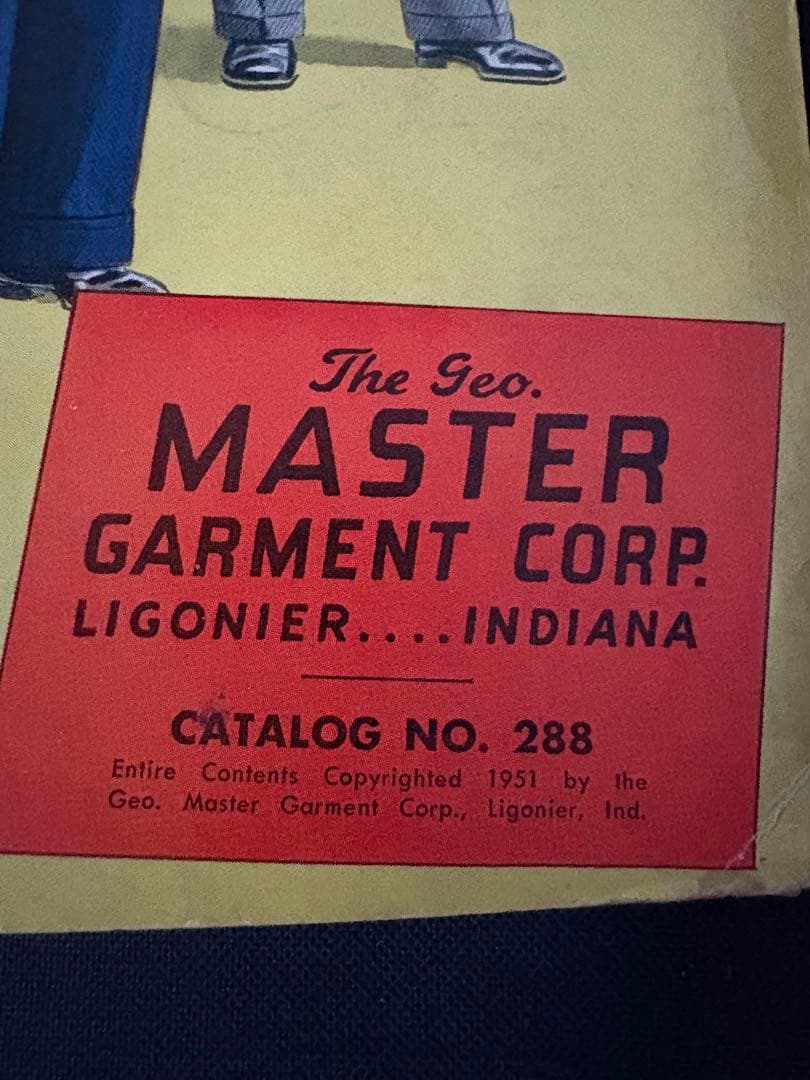 The Geo.
MASTER
GARMENT CORP.
LIGONIER....INDIANA
CATALOG NO. 288
Entire Contents Copyrighted 1951 by the
Geo. Master Garment Corp., Ligonier, Ind.